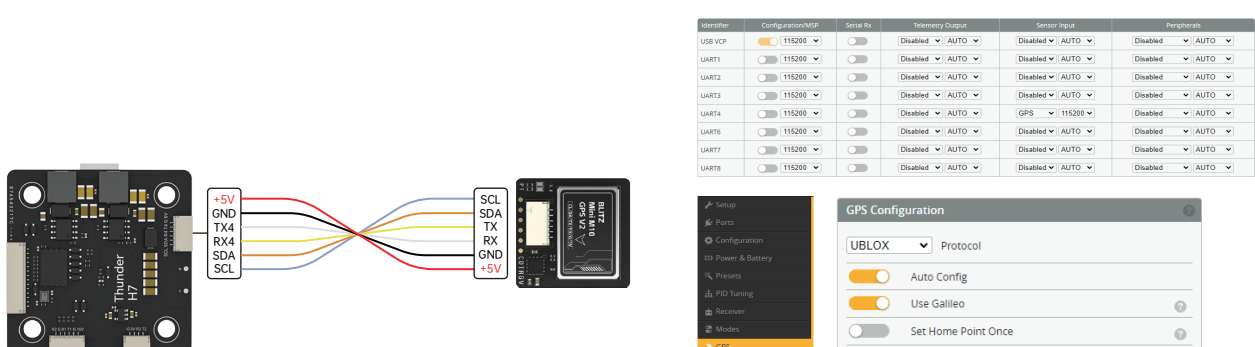 Identifier Configuration/MSP Serial Rx Telemetry Output Sensor Input Peripherals
USB VCP 115200 Disabled AUTO Disabled AUTO Disabled AUTO
UART1 115200 Disabled AUTO Disabled AUTO Disabled AUTO
UART2 115200 Disabled AUTO Disabled AUTO Disabled AUTO
UART3 115200 Disabled AUTO Disabled AUTO Disabled AUTO
UART4 115200 Disabled AUTO GPS 115200 Disabled AUTO
UART6 115200 Disabled AUTO Disabled AUTO Disabled AUTO
UART7 115200 Disabled AUTO Disabled AUTO Disabled AUTO
UART8 115200 Disabled AUTO Disabled AUTO Disabled AUTO
Thunder
H7
+5V
GND
TX4
RX4
SDA
SCL
SCL
SDA
TX
RX
GND
+5V
BLITZ
Mini M10
GPS V2
Setup
Ports
Configuration
Power & Battery
Presets
PID Tuning
Receiver
Modes
GPS
GPS Configuration
UBLOX Protocol
Auto Config
Use Galileo
Set Home Point Once